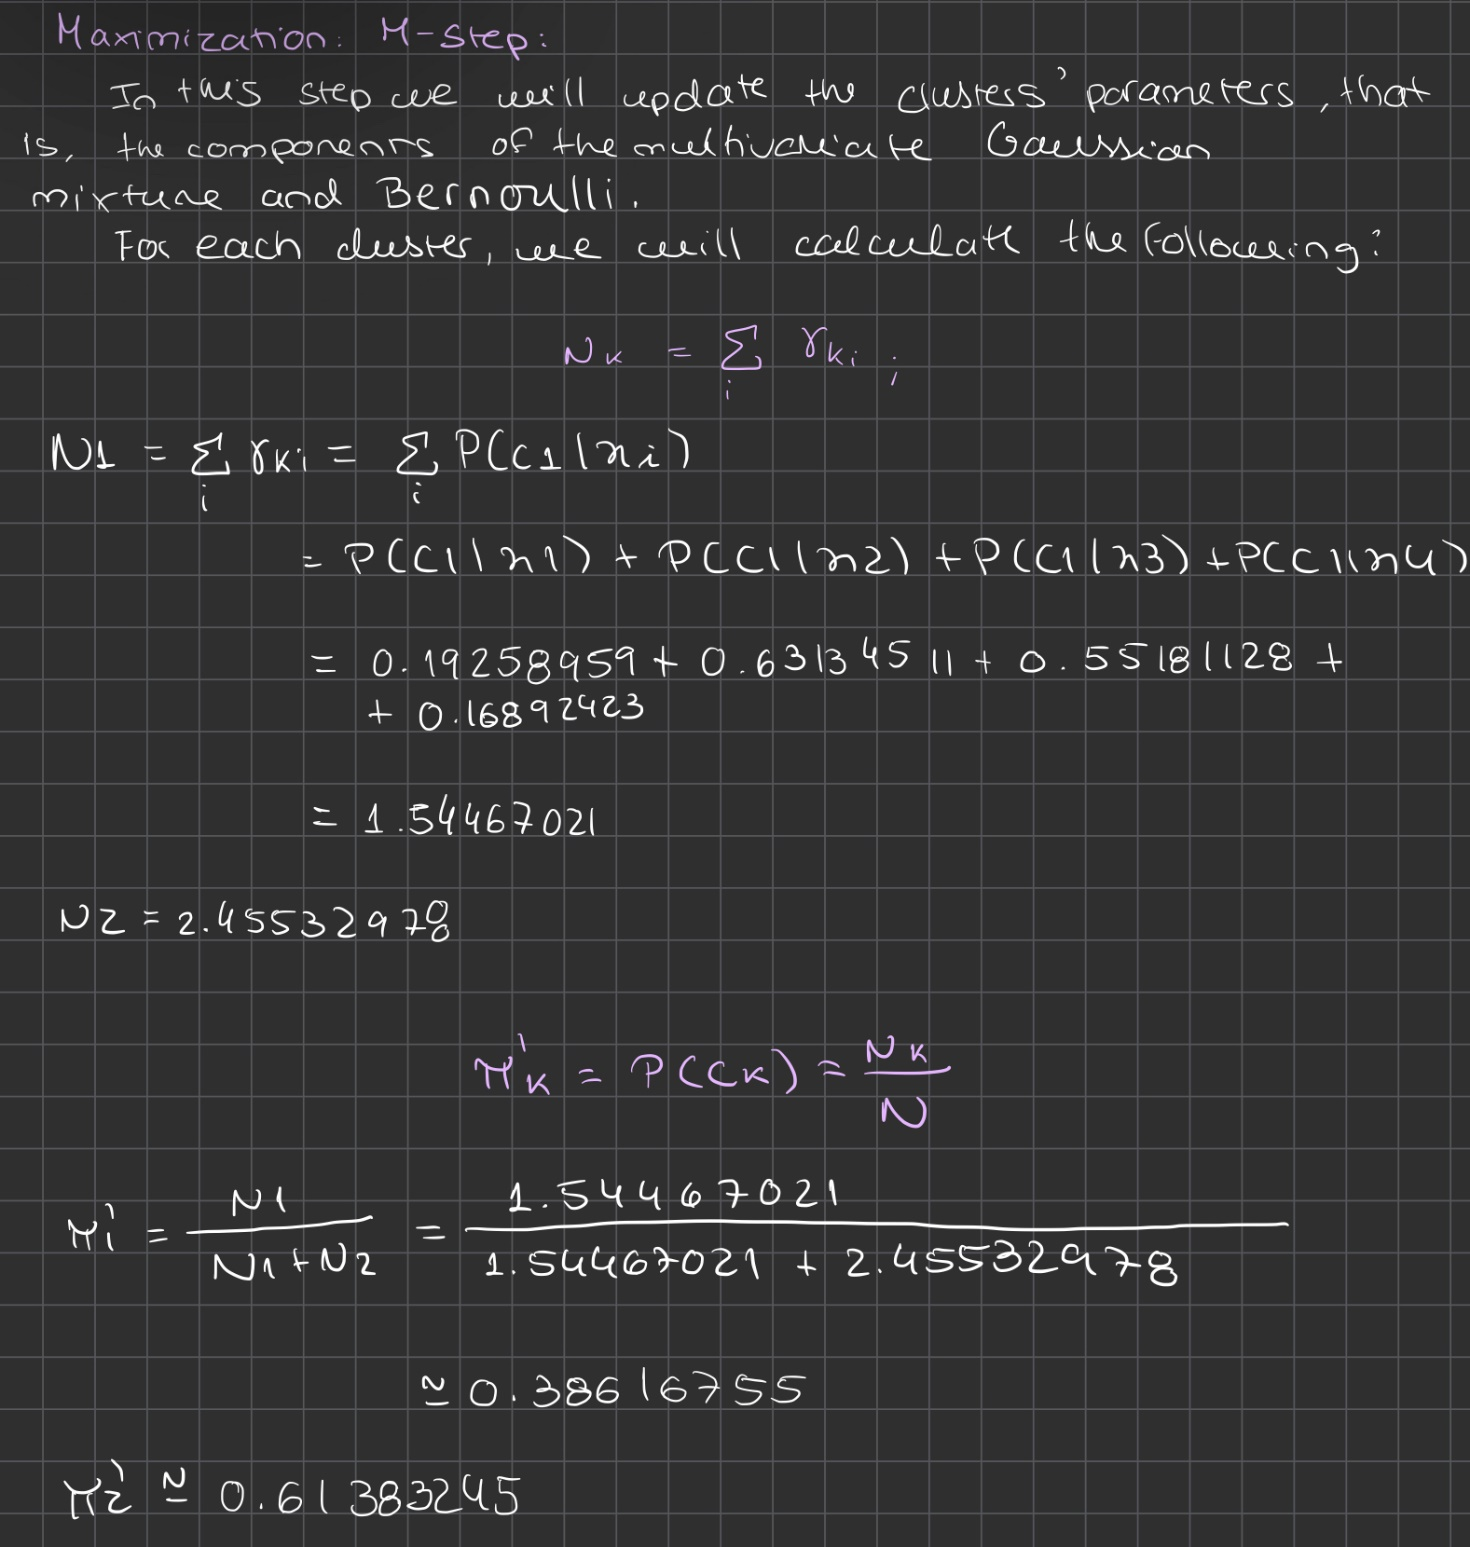 Maximization: M-Step:
In this step we will update the clusters' parameters, that
is, the components of the multivariate Gaussian
mixture and Bernoulli.
For each cluster, we will calculate the following:
Nk = Σ γki ;
i
N1 = Σ γki = Σ P(c1|xi)
i i
= P(C1|x1) + P(C1|x2) + P(C1|x3) + P(C1|x4)
= 0.19258959 + 0.63134511 + 0.55181128 +
+ 0.16892423
= 1.54467021
N2 = 2.45532978
π'k = P(Ck) = Nk
N
π1' = N1 = 1.54467021
N1 + N2 1.54467021 + 2.45532978
≃ 0.38616755
π2' ≃ 0.61383245